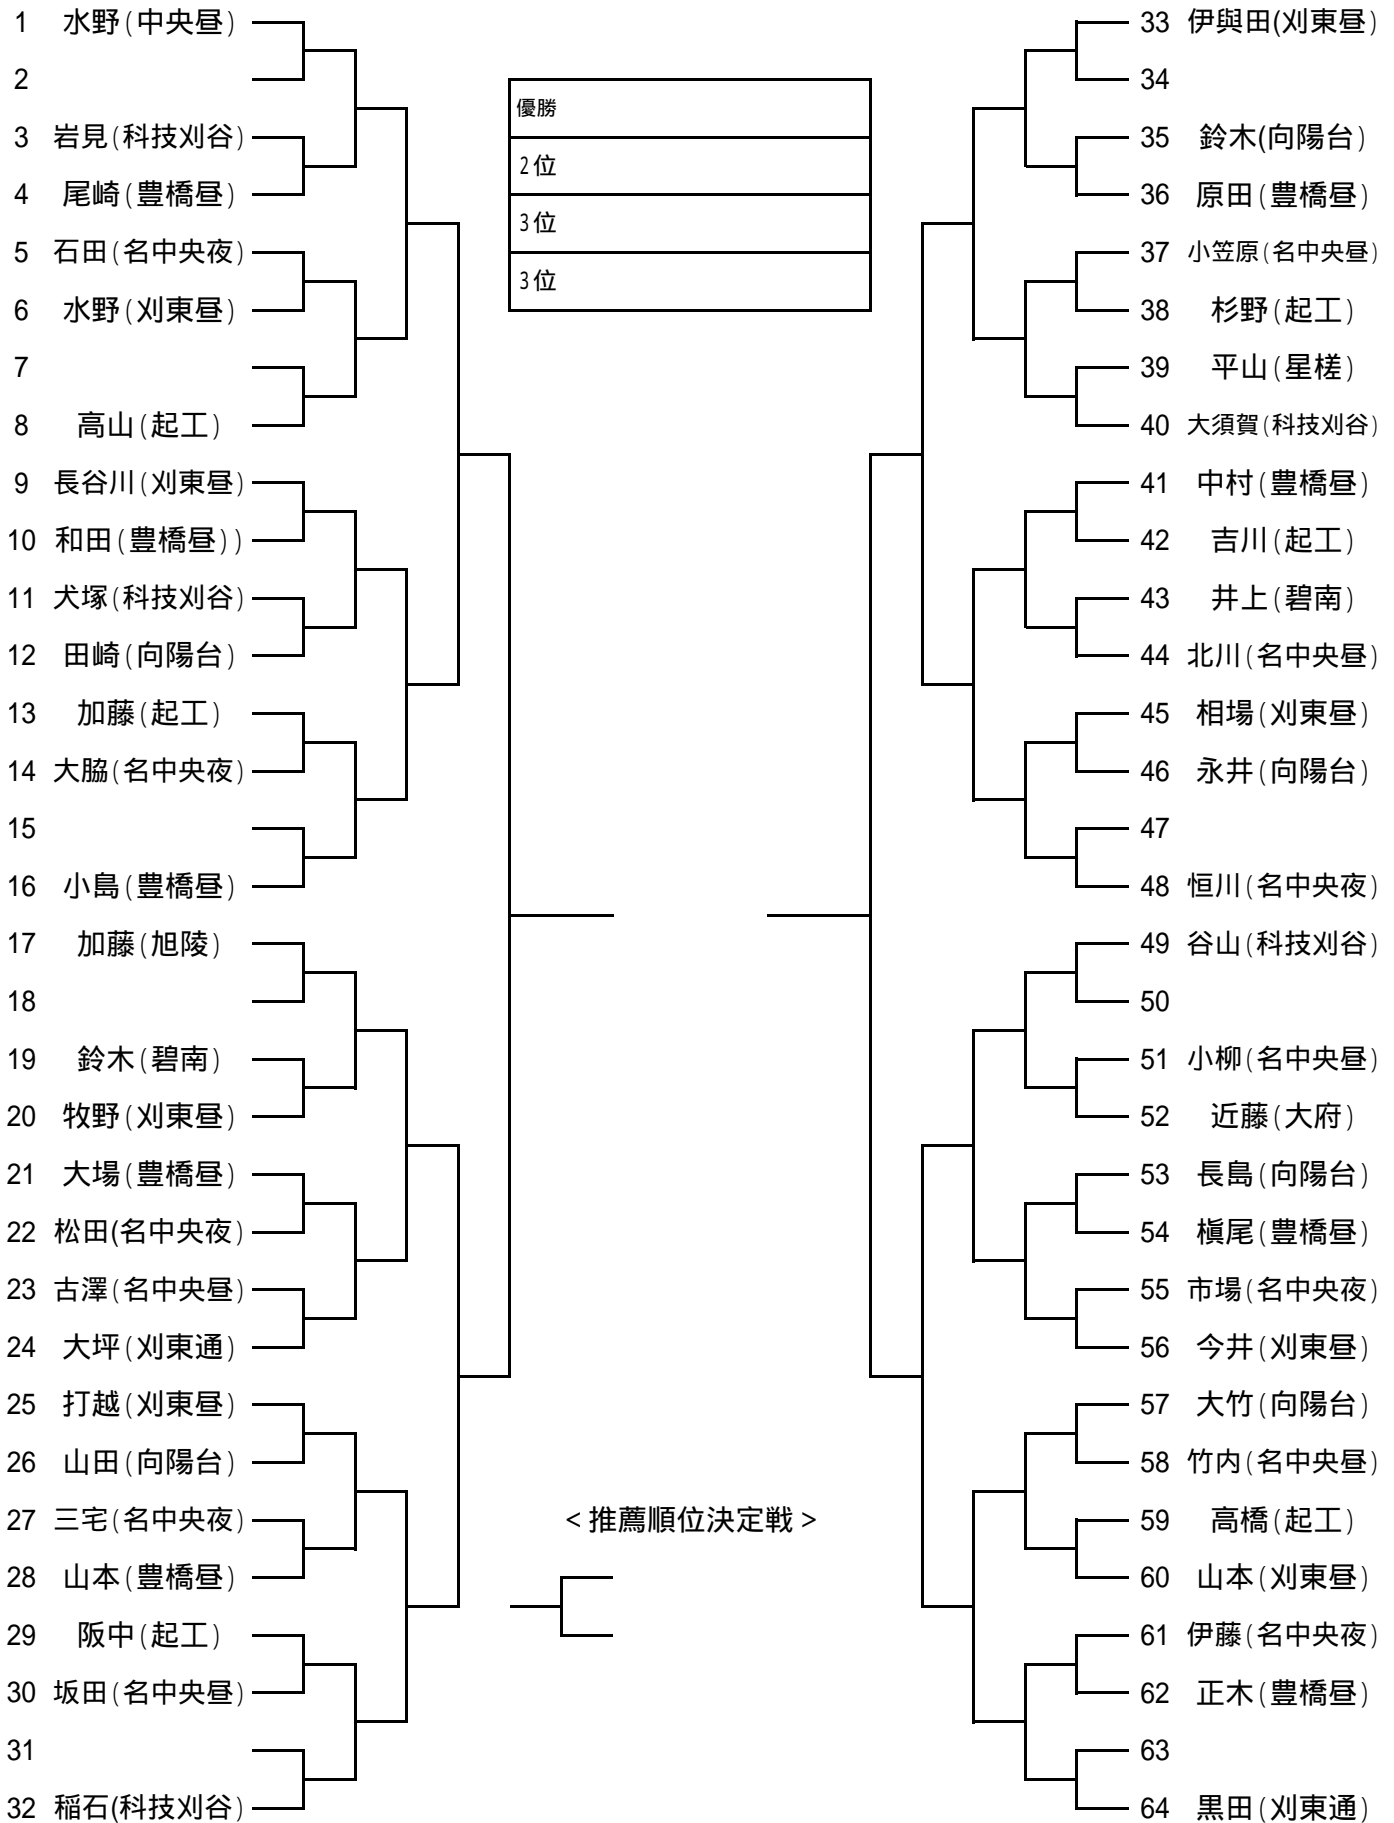 1 水野(中央昼)
2
3 岩見(科技刈谷)
4 尾崎(豊橋昼)
5 石田(名中央夜)
6 水野(刈東昼)
7
8 高山(起工)
9 長谷川(刈東昼)
10 和田(豊橋昼))
11 犬塚(科技刈谷)
12 田崎(向陽台)
13 加藤(起工)
14 大脇(名中央夜)
15
16 小島(豊橋昼)
17 加藤(旭陵)
18
19 鈴木(碧南)
20 牧野(刈東昼)
21 大場(豊橋昼)
22 松田(名中央夜)
23 古澤(名中央昼)
24 大坪(刈東通)
25 打越(刈東昼)
26 山田(向陽台)
27 三宅(名中央夜)
28 山本(豊橋昼)
29 阪中(起工)
30 坂田(名中央昼)
31
32 稲石(科技刈谷)
優勝
2位
3位
3位
<推薦順位決定戦>
33 伊與田(刈東昼)
34
35 鈴木(向陽台)
36 原田(豊橋昼)
37 小笠原(名中央昼)
38 杉野(起工)
39 平山(星槎)
40 大須賀(科技刈谷)
41 中村(豊橋昼)
42 吉川(起工)
43 井上(碧南)
44 北川(名中央昼)
45 相場(刈東昼)
46 永井(向陽台)
47
48 恒川(名中央夜)
49 谷山(科技刈谷)
50
51 小柳(名中央昼)
52 近藤(大府)
53 長島(向陽台)
54 槇尾(豊橋昼)
55 市場(名中央夜)
56 今井(刈東昼)
57 大竹(向陽台)
58 竹内(名中央昼)
59 高橋(起工)
60 山本(刈東昼)
61 伊藤(名中央夜)
62 正木(豊橋昼)
63
64 黒田(刈東通)